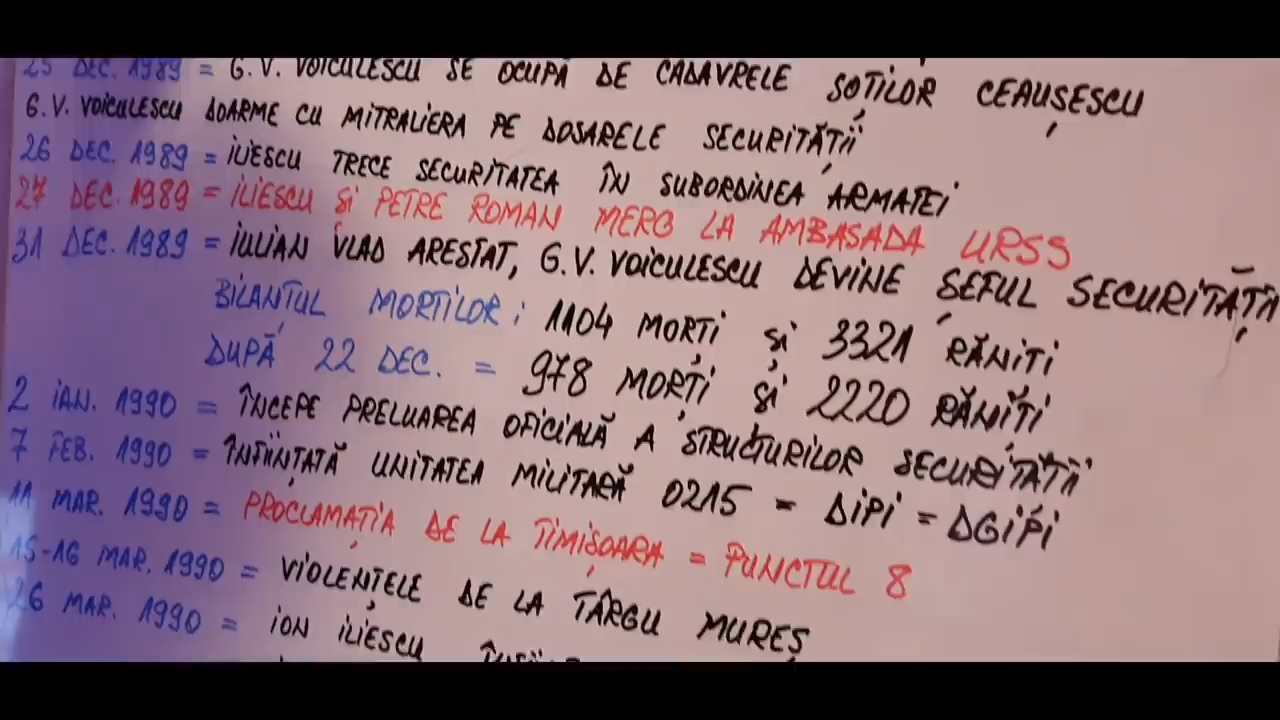 25 DEC. 1989 = G.V. VOICULESCU SE OCUPĂ DE CADAVRELE SOȚILOR CEAUȘESCU
G.V. VOICULESCU DOARME CU MITRALIERA PE DOSARELE SECURITĂȚII
26 DEC. 1989 = ILIESCU TRECE SECURITATEA ÎN SUBORDINEA ARMATEI
27 DEC. 1989 = ILIESCU și PETRE ROMAN MERG LA AMBASADA URSS
31 DEC. 1989 = IULIAN VLAD ARESTAT, G.V. VOICULESCU DEVINE ȘEFUL SECURITĂȚII
BILANȚUL MORȚILOR: 1104 MORȚI și 3321 RĂNIȚI
DUPĂ 22 DEC. = 978 MORȚI și 2220 RĂNIȚI
2 IAN. 1990 = ÎNCEPE PRELUAREA OFICIALĂ A STRUCTURILOR SECURITĂȚII
7 FEB. 1990 = ÎNFIINȚATĂ UNITATEA MILITARĂ 0215 = DIPI = DGIPI
11 MAR. 1990 = PROCLAMAȚIA DE LA TIMIȘOARA = PUNCTUL 8
15-16 MAR. 1990 = VIOLENȚELE DE LA TÂRGU MUREȘ
26 MAR. 1990 = ION ILIESCU